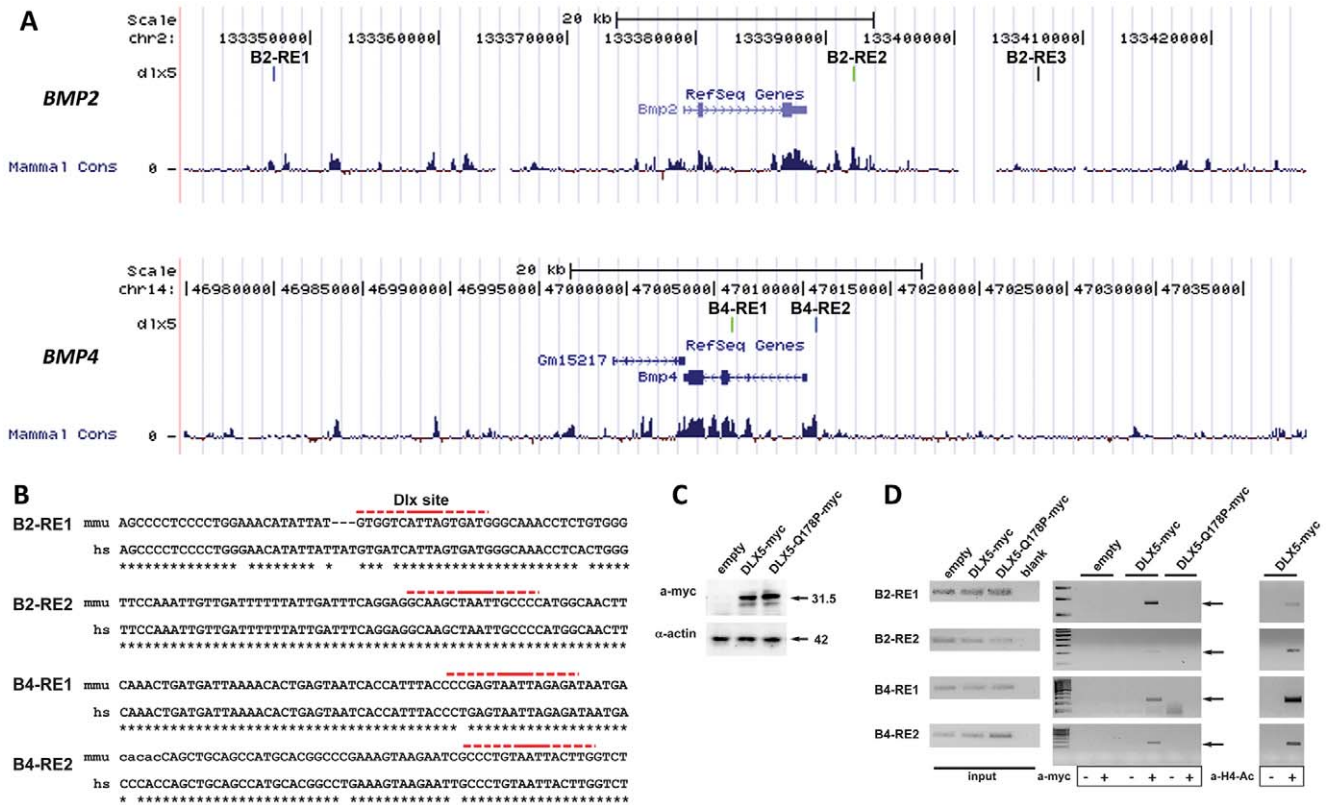 A
Scale
20 kb
chr2:
133350000
133360000
133370000
133380000
133390000
133400000
133410000
133420000
B2-RE1
B2-RE2
B2-RE3
dlx5
BMP2
RefSeq Genes
Bmp2
Mammal Cons
0 -
Scale
20 kb
chr14:
46980000
46985000
46990000
46995000
47000000
47005000
47010000
47015000
47020000
47025000
47030000
47035000
B4-RE1
B4-RE2
dlx5
BMP4
RefSeq Genes
Gm15217
Bmp4
Mammal Cons
0 -
B
Dlx site
B2-RE1
mmu AGCCCCTCCCCTGGAAACATATTAT---GTGGTCATTAGTGATGGGCAAACCTCTGTGGG
hs AGCCCCTCCCCTGGGAACATATTATTATGTGATCATTAGTGATGGGCAAACCTCACTGGG
************** ********** * *** *********************** ****
B2-RE2
mmu TTCCAAATTGTTGATTTTTTATTGATTTCAGGAGGCAAGCTAATTGCCCCATGGCAACTT
hs TTCCAAATTGTTGATTTTTTATTGATTTCAGGAGGCAAGCTAATTGCCCCATGGCAACTT
************************************************************
B4-RE1
mmu CAAACTGATGATTAAAACACTGAGTAATCACCATTTACCCCGAGTAATTAGAGATAATGA
hs CAAACTGATGATTAAAACACTGAGTAATCACCATTTACCCTGAGTAATTAGAGATAATGA
**************************************** *******************
B4-RE2
mmu cacacCAGCTGCAGCCATGCACGGCCCGAAAGTAAGAATCGCCCTGTAATTACTTGGTCT
hs CCCACCAGCTGCAGCCATGCACGGCCTGAAAGTAAGAATTGCCCTGTAATTACTTGGTCT
* *********************** ************ ********************
C
empty
DLX5-myc
DLX5-Q178P-myc
a-myc
31.5
α-actin
42
D
empty
DLX5-myc
DLX5-Q178P-myc
blank
empty
DLX5-myc
DLX5-Q178P-myc
DLX5-myc
B2-RE1
B2-RE2
B4-RE1
B4-RE2
input
a-myc
- + - + - +
a-H4-Ac
- +